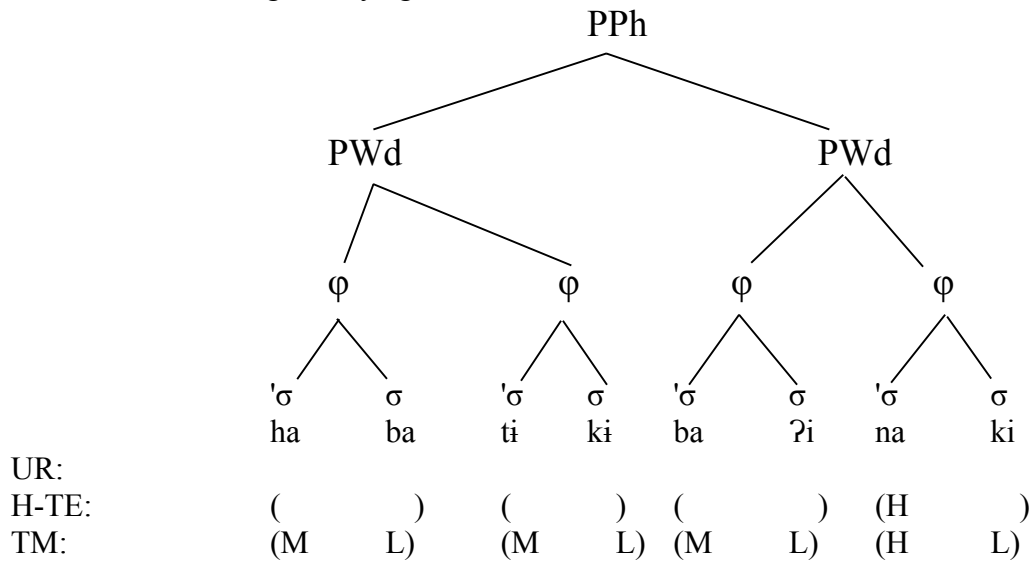 PPh
PWd PWd
φ φ φ φ
'σ σ 'σ σ 'σ σ 'σ σ
ha ba tɨ kɨ ba ʔi na ki
UR:
H-TE: ( ) ( ) ( ) (H )
TM: (M L) (M L) (M L) (H L)